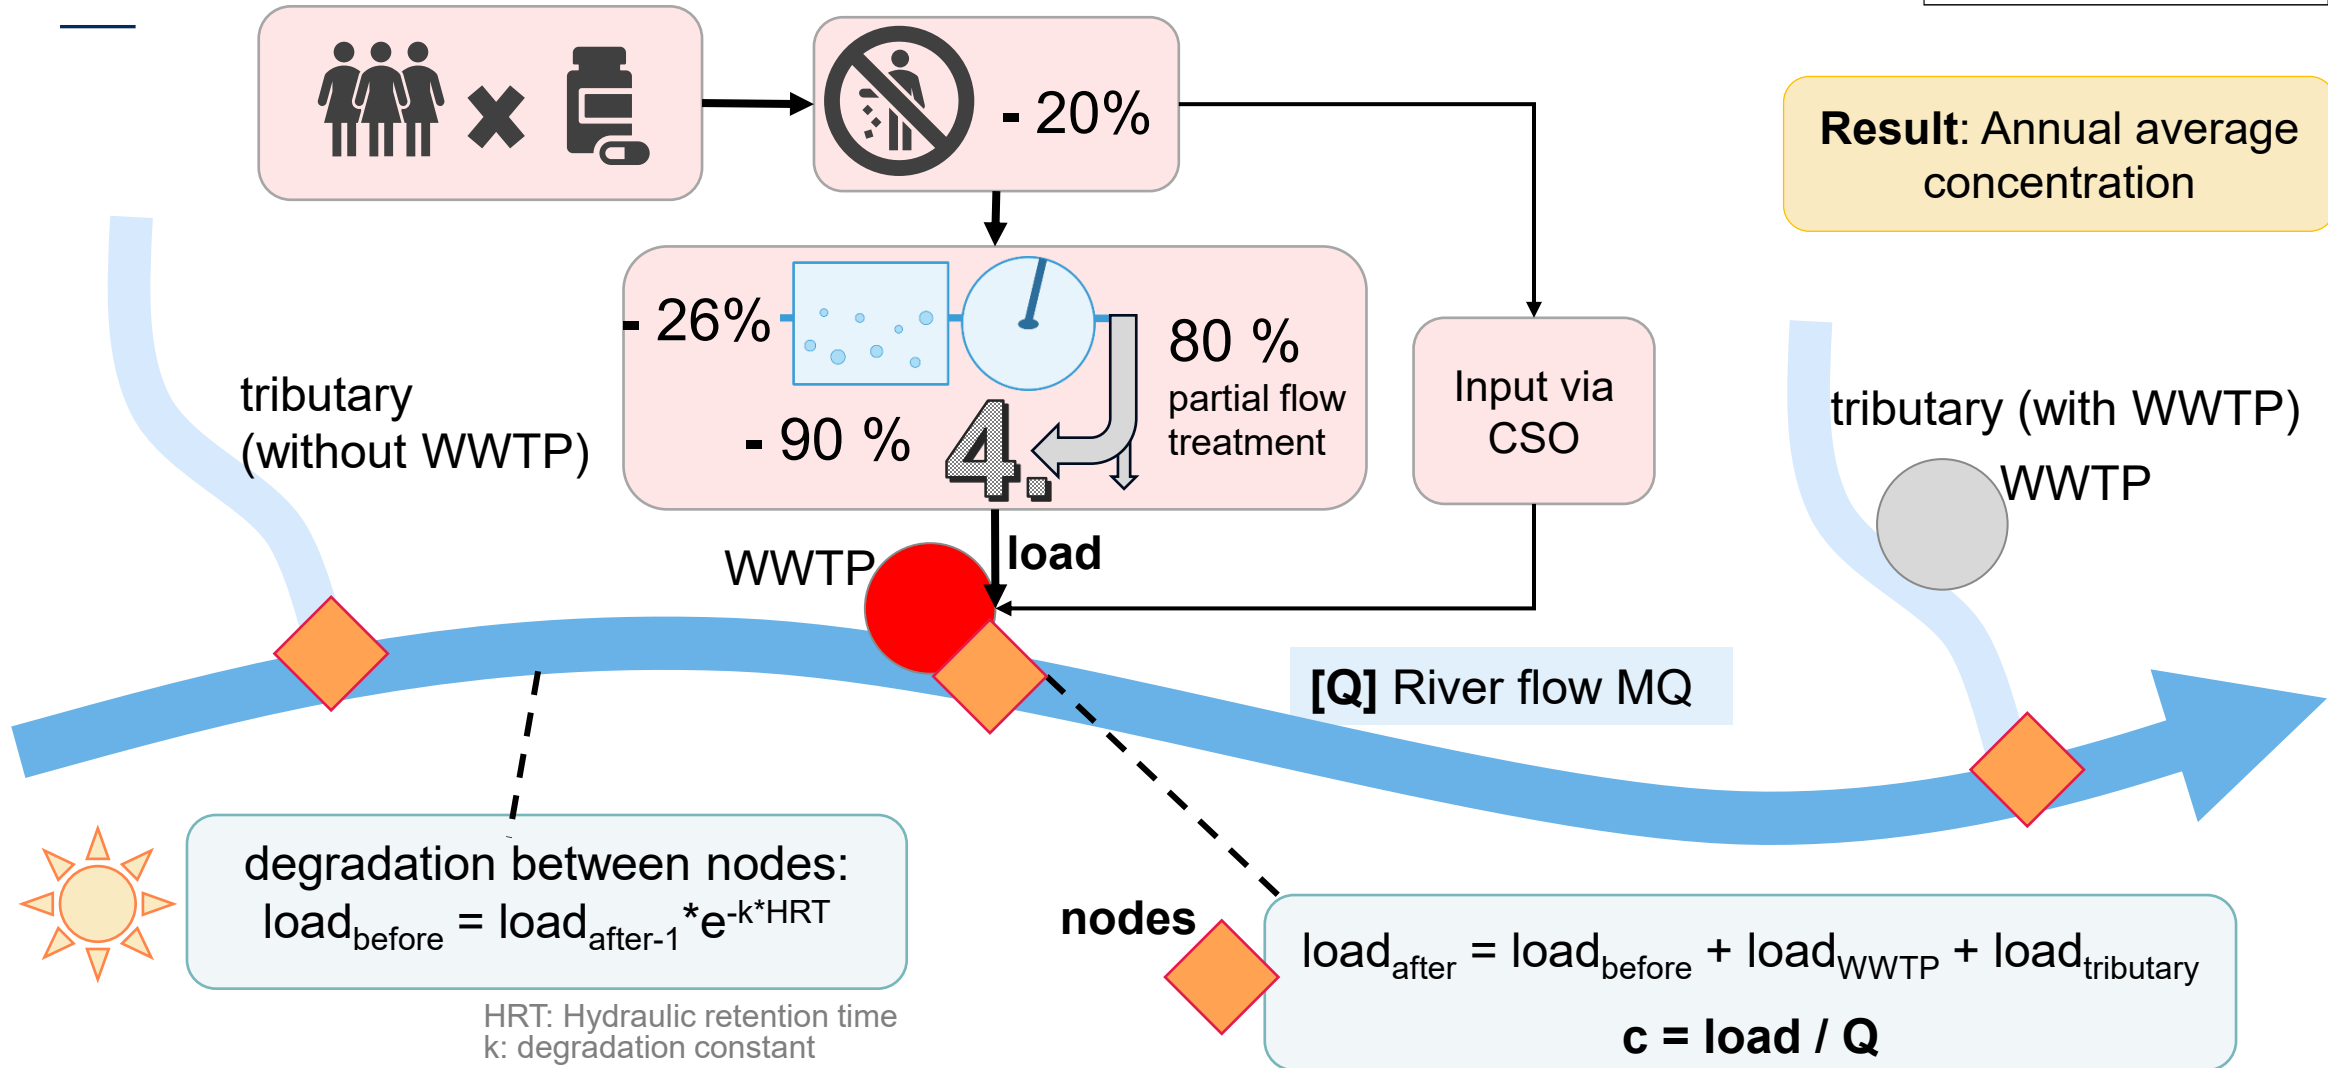 - 20%
Result: Annual average
concentration
- 26%
80 %
partial flow
treatment
- 90 %
4.
Input via
CSO
tributary
(without WWTP)
tributary (with WWTP)
WWTP
WWTP
load
[Q] River flow MQ
degradation between nodes:
load_before = load_after-1 *e^-k*HRT
HRT: Hydraulic retention time
k: degradation constant
nodes
load_after = load_before + load_WWTP + load_tributary
c = load / Q